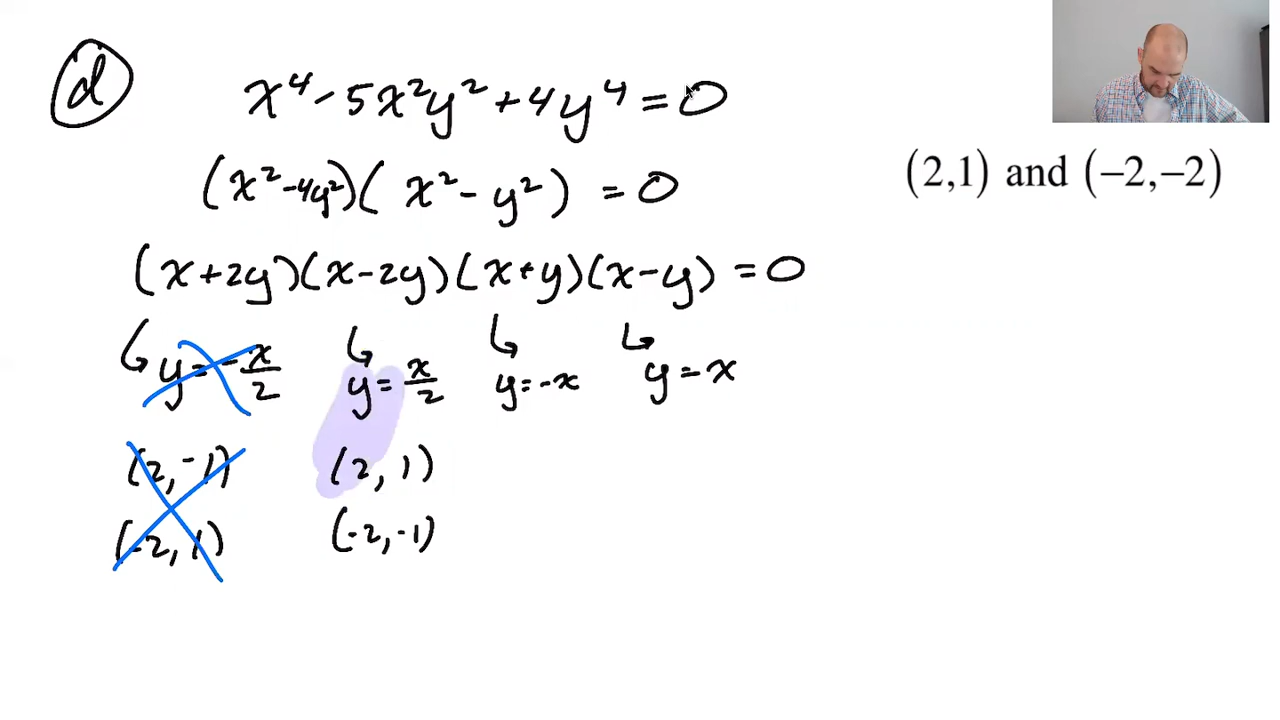 d
x⁴ - 5x²y² + 4y⁴ = 0
(x² - 4y²)(x² - y²) = 0
(2,1) and (−2,−2)
(x+2y)(x-2y)(x+y)(x-y) = 0
y = -x/2 y = x/2 y = -x y = x
(2, -1) (2, 1)
(-2, 1) (-2, -1)